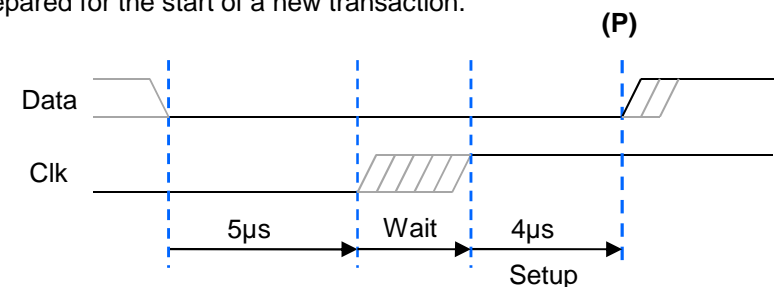 epared for the start of a new transaction.
(P)
Data
Clk
5µs Wait 4µs
Setup